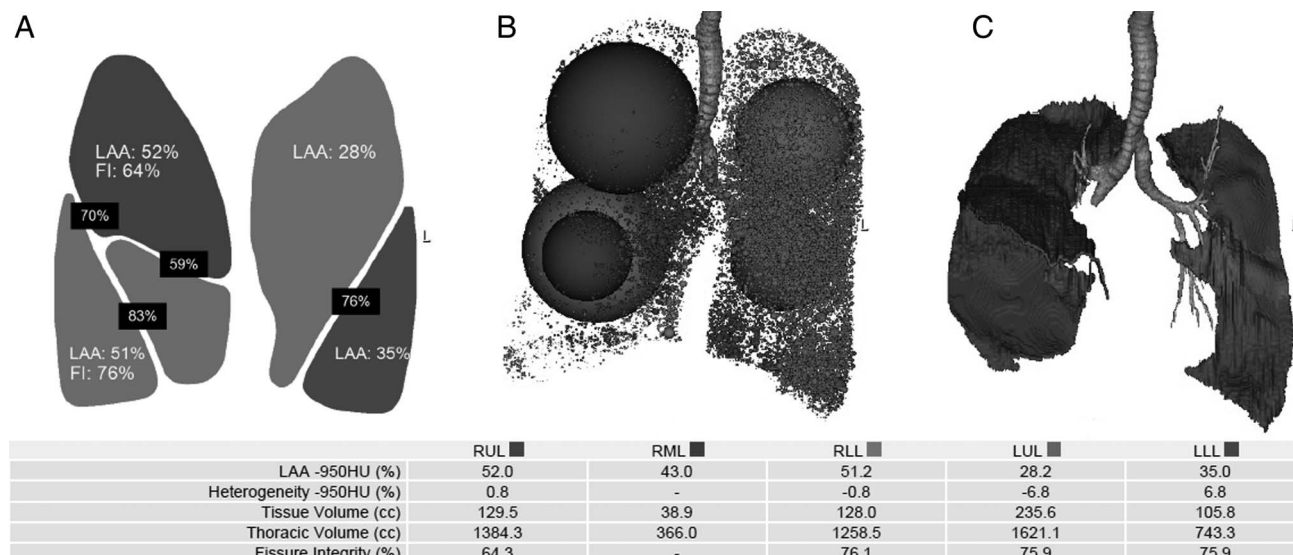 A
B
C
LAA: 52%
FI: 64%
LAA: 28%
70%
59%
83%
76%
LAA: 51%
FI: 76%
LAA: 35%
L
L
RUL RML RLL LUL LLL
LAA -950HU (%) 52.0 43.0 51.2 28.2 35.0
Heterogeneity -950HU (%) 0.8 - -0.8 -6.8 6.8
Tissue Volume (cc) 129.5 38.9 128.0 235.6 105.8
Thoracic Volume (cc) 1384.3 366.0 1258.5 1621.1 743.3
Fissure Integrity (%) 64.3 - 76.1 75.9 75.9